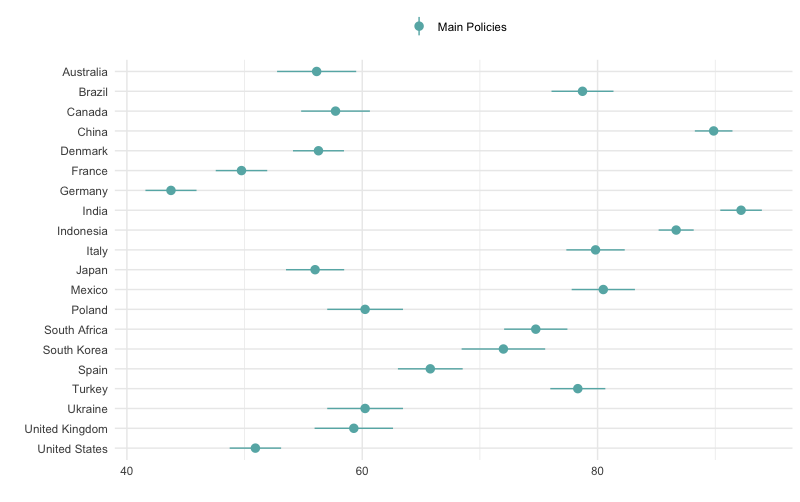 Main Policies
Australia
Brazil
Canada
China
Denmark
France
Germany
India
Indonesia
Italy
Japan
Mexico
Poland
South Africa
South Korea
Spain
Turkey
Ukraine
United Kingdom
United States
40 60 80